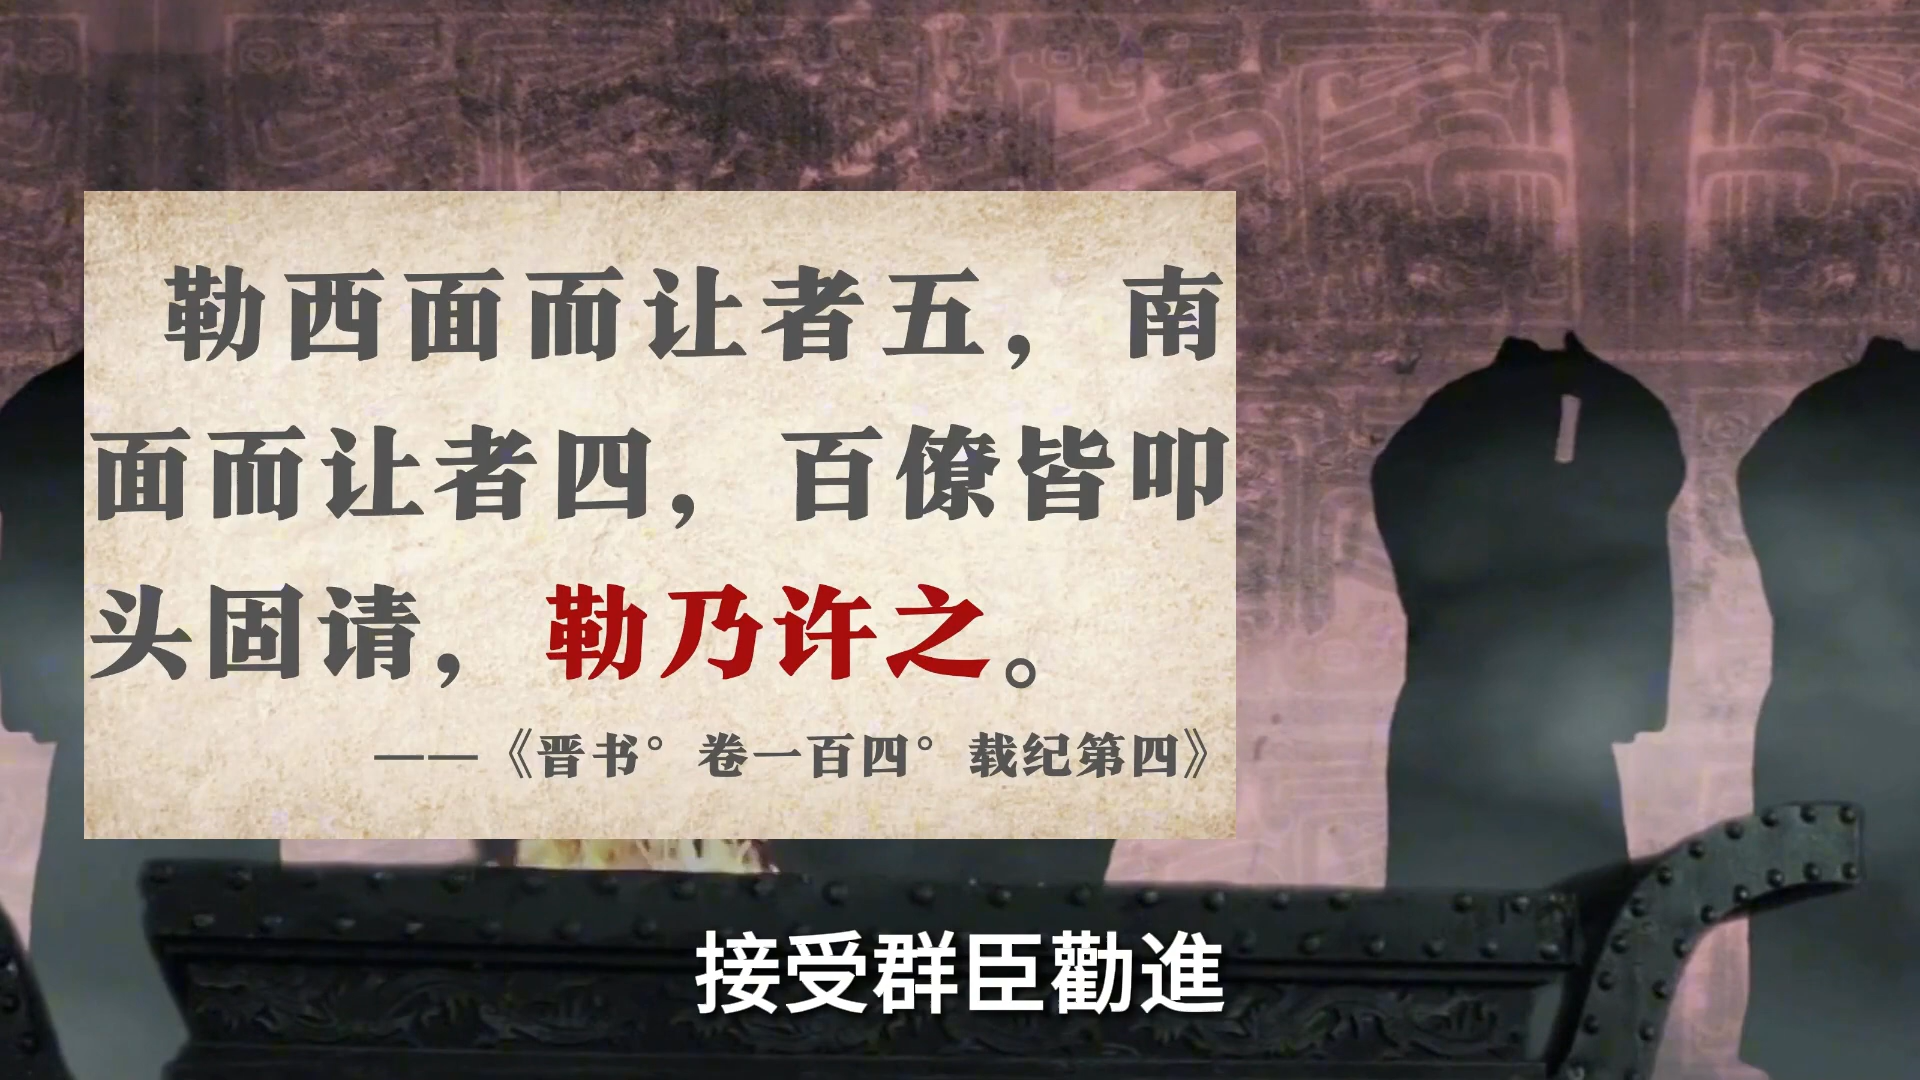 勒西面而让者五，南
面而让者四，百僚皆叩
头固请，勒乃许之。
——《晋书°卷一百四°载纪第四》
接受群臣勸進